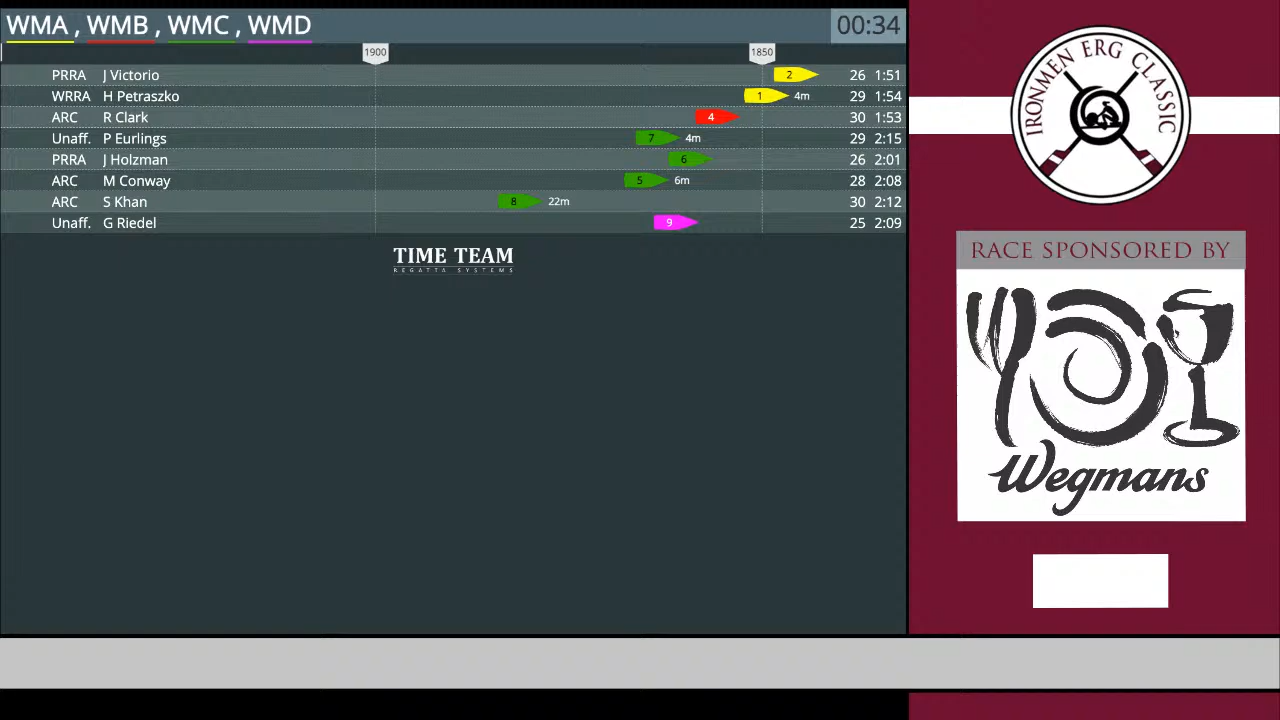 WMA , WMB , WMC , WMD 00:34
1900 1850
PRRA J Victorio 2 26 1:51
WRRA H Petraszko 1 4m 29 1:54
ARC R Clark 4 30 1:53
Unaff. P Eurlings 7 4m 29 2:15
PRRA J Holzman 6 26 2:01
ARC M Conway 5 6m 28 2:08
ARC S Khan 8 22m 30 2:12
Unaff. G Riedel 9 25 2:09
TIME TEAM
REGATTA SYSTEMS
IRONMEN ERG CLASSIC
RACE SPONSORED BY
Wegmans